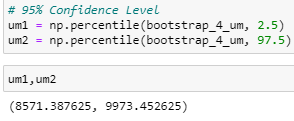 # 95% Confidence Level
um1 = np.percentile(bootstrap_4_um, 2.5)
um2 = np.percentile(bootstrap_4_um, 97.5)
um1,um2
(8571.387625, 9973.452625)